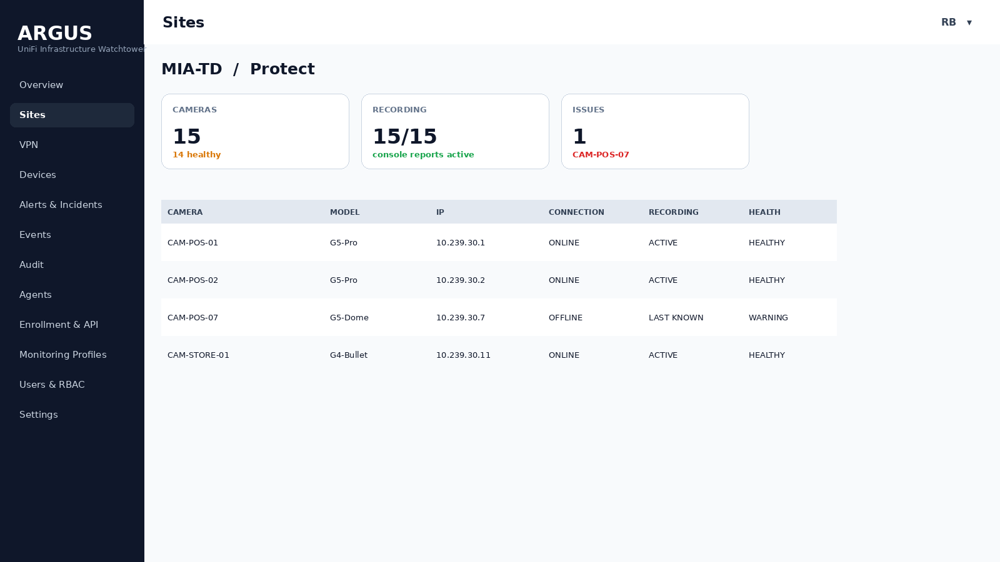 ARGUS
UniFi Infrastructure Watchtower
Overview
Sites
VPN
Devices
Alerts & Incidents
Events
Audit
Agents
Enrollment & API
Monitoring Profiles
Users & RBAC
Settings
Sites
RB ▼
MIA-TD / Protect
CAMERAS
15
14 healthy
RECORDING
15/15
console reports active
ISSUES
1
CAM-POS-07
CAMERA MODEL IP CONNECTION RECORDING HEALTH
CAM-POS-01 G5-Pro 10.239.30.1 ONLINE ACTIVE HEALTHY
CAM-POS-02 G5-Pro 10.239.30.2 ONLINE ACTIVE HEALTHY
CAM-POS-07 G5-Dome 10.239.30.7 OFFLINE LAST KNOWN WARNING
CAM-STORE-01 G4-Bullet 10.239.30.11 ONLINE ACTIVE HEALTHY